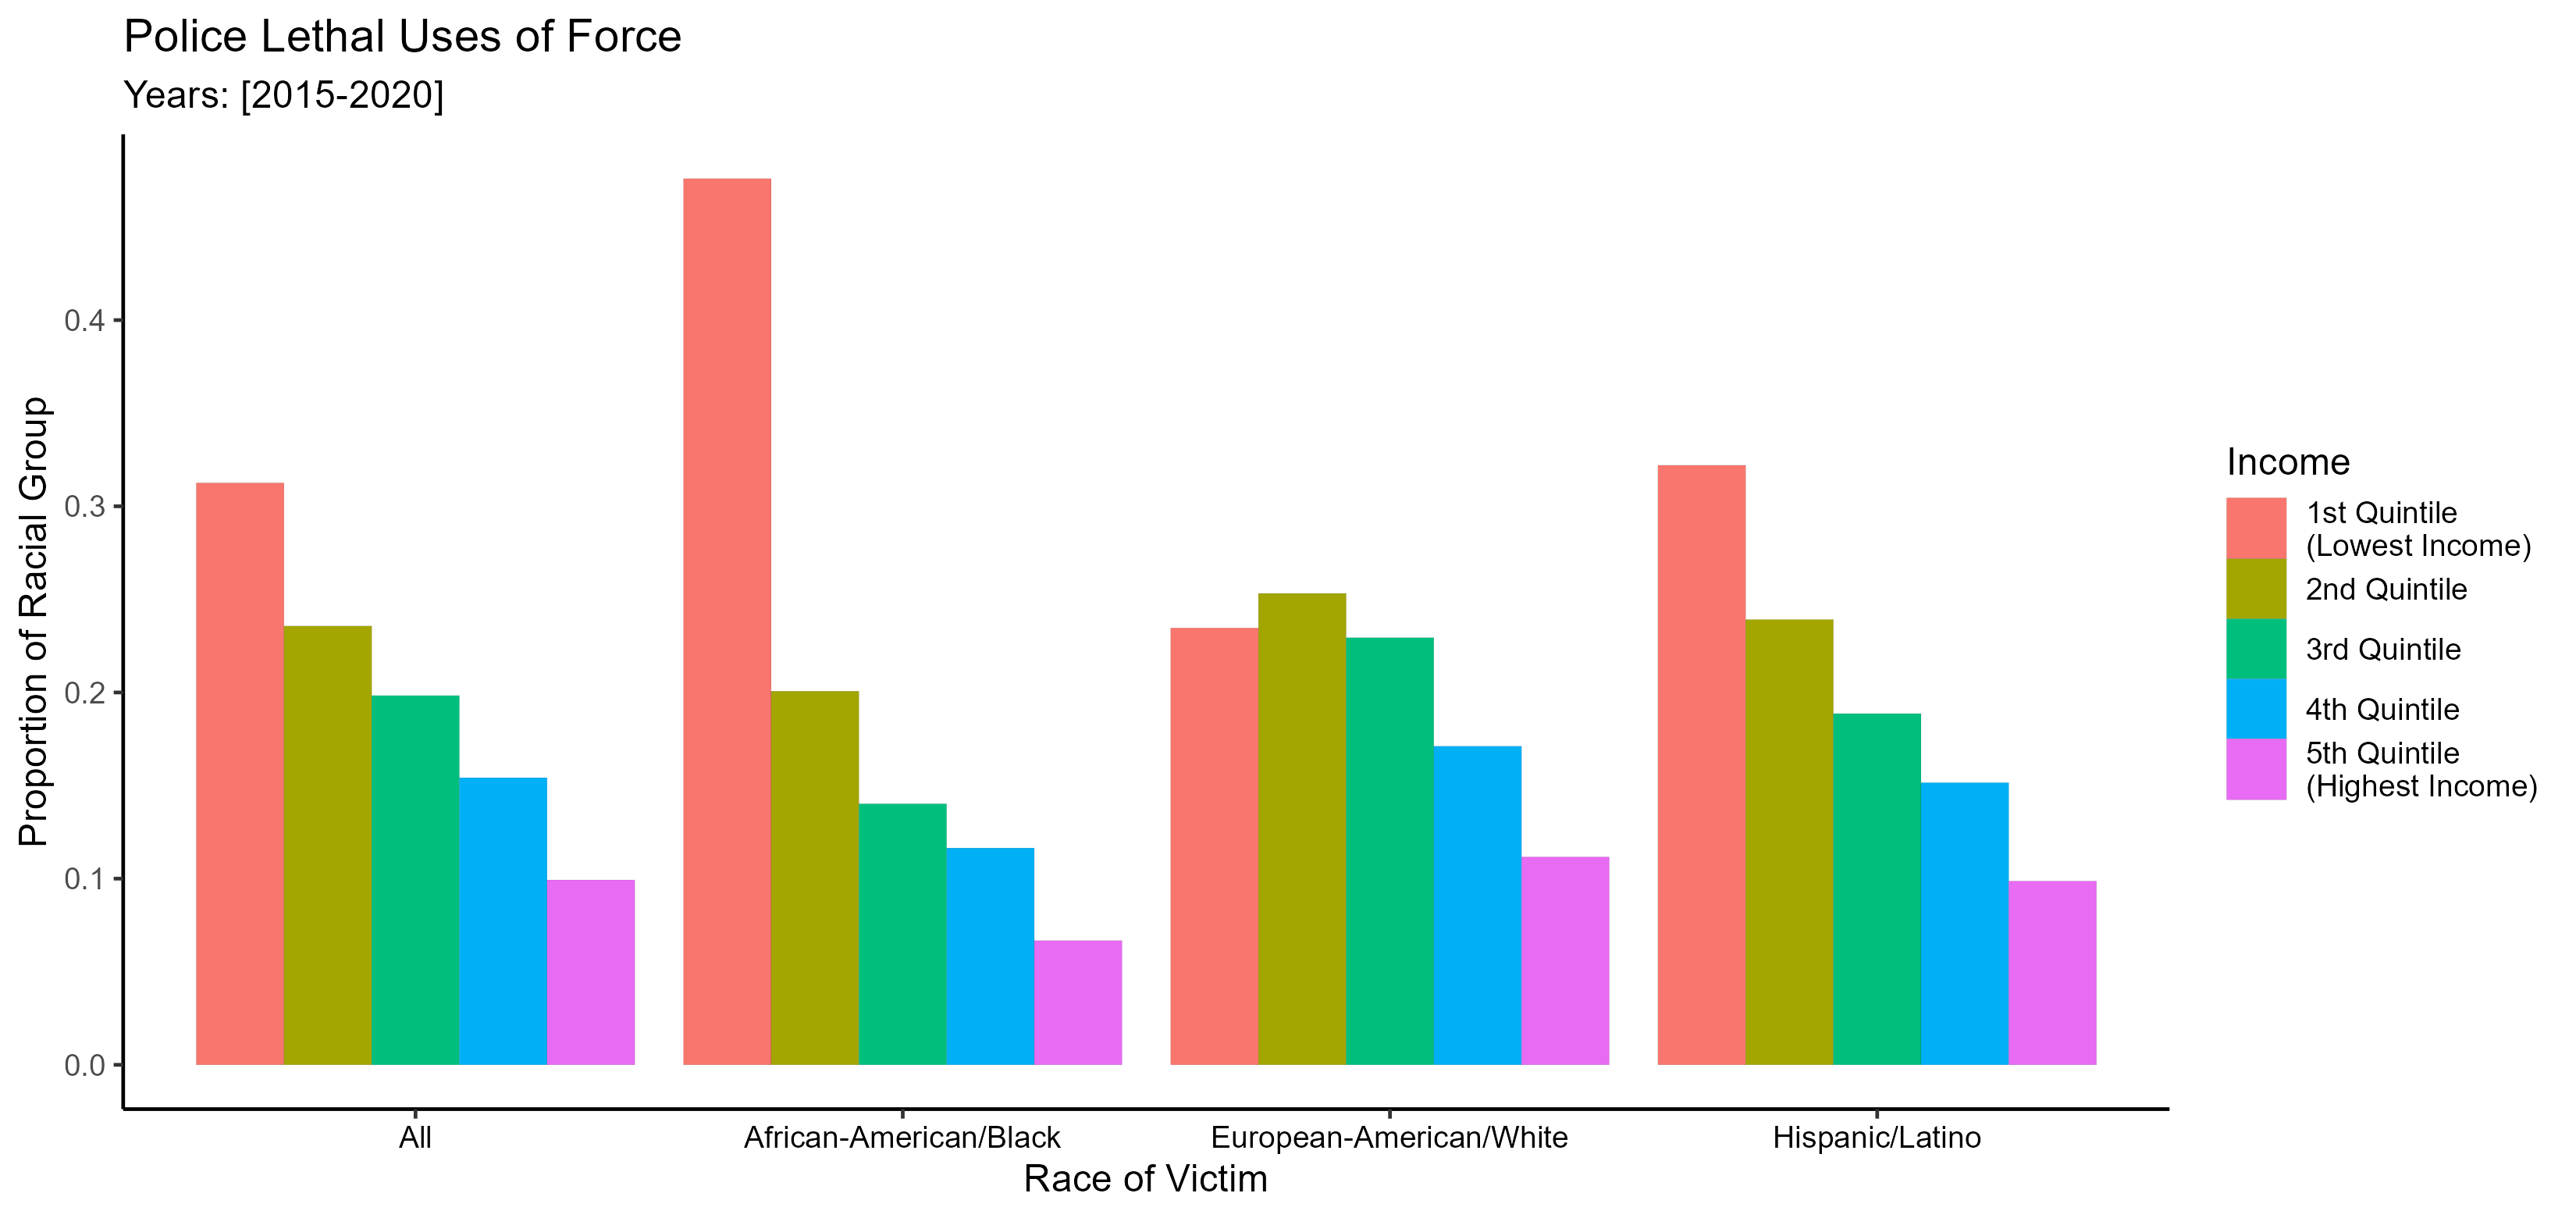 Police Lethal Uses of Force
Years: [2015-2020]
Proportion of Racial Group
0.4
0.3
0.2
0.1
0.0
All
African-American/Black
European-American/White
Hispanic/Latino
Race of Victim
Income
1st Quintile
(Lowest Income)
2nd Quintile
3rd Quintile
4th Quintile
5th Quintile
(Highest Income)